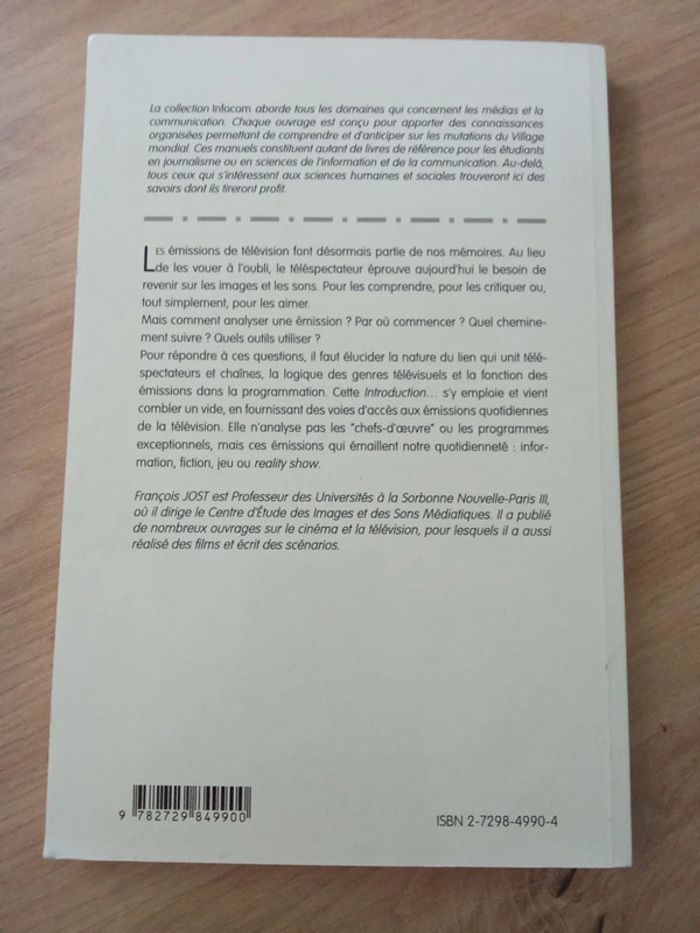 La collection Infocom aborde tous les domaines qui concernent les médias et la
communication. Chaque ouvrage est conçu pour apporter des connaissances
organisées permettant de comprendre et d'anticiper sur les mutations du Village
mondial. Ces manuels constituent autant de livres de référence pour les étudiants
en journalisme ou en sciences de l'information et de la communication. Au-delà,
tous ceux qui s'intéressent aux sciences humaines et sociales trouveront ici des
savoirs dont ils tireront profit.
LES émissions de télévision font désormais partie de nos mémoires. Au lieu
de les vouer à l'oubli, le téléspectateur éprouve aujourd'hui le besoin de
revenir sur les images et les sons. Pour les comprendre, pour les critiquer ou,
tout simplement, pour les aimer.
Mais comment analyser une émission ? Par où commencer ? Quel chemine-
ment suivre ? Quels outils utiliser ?
Pour répondre à ces questions, il faut élucider la nature du lien qui unit télé-
spectateurs et chaînes, la logique des genres télévisuels et la fonction des
émissions dans la programmation. Cette Introduction... s'y emploie et vient
combler un vide, en fournissant des voies d'accès aux émissions quotidiennes
de la télévision. Elle n'analyse pas les "chefs-d'œuvre" ou les programmes
exceptionnels, mais ces émissions qui émaillent notre quotidienneté : infor-
mation, fiction, jeu ou reality show.
François JOST est Professeur des Universités à la Sorbonne Nouvelle-Paris III,
où il dirige le Centre d'Étude des Images et des Sons Médiatiques. Il a publié
de nombreux ouvrages sur le cinéma et la télévision, pour lesquels il a aussi
réalisé des films et écrit des scénarios.
9 782729 849900
ISBN 2-7298-4990-4